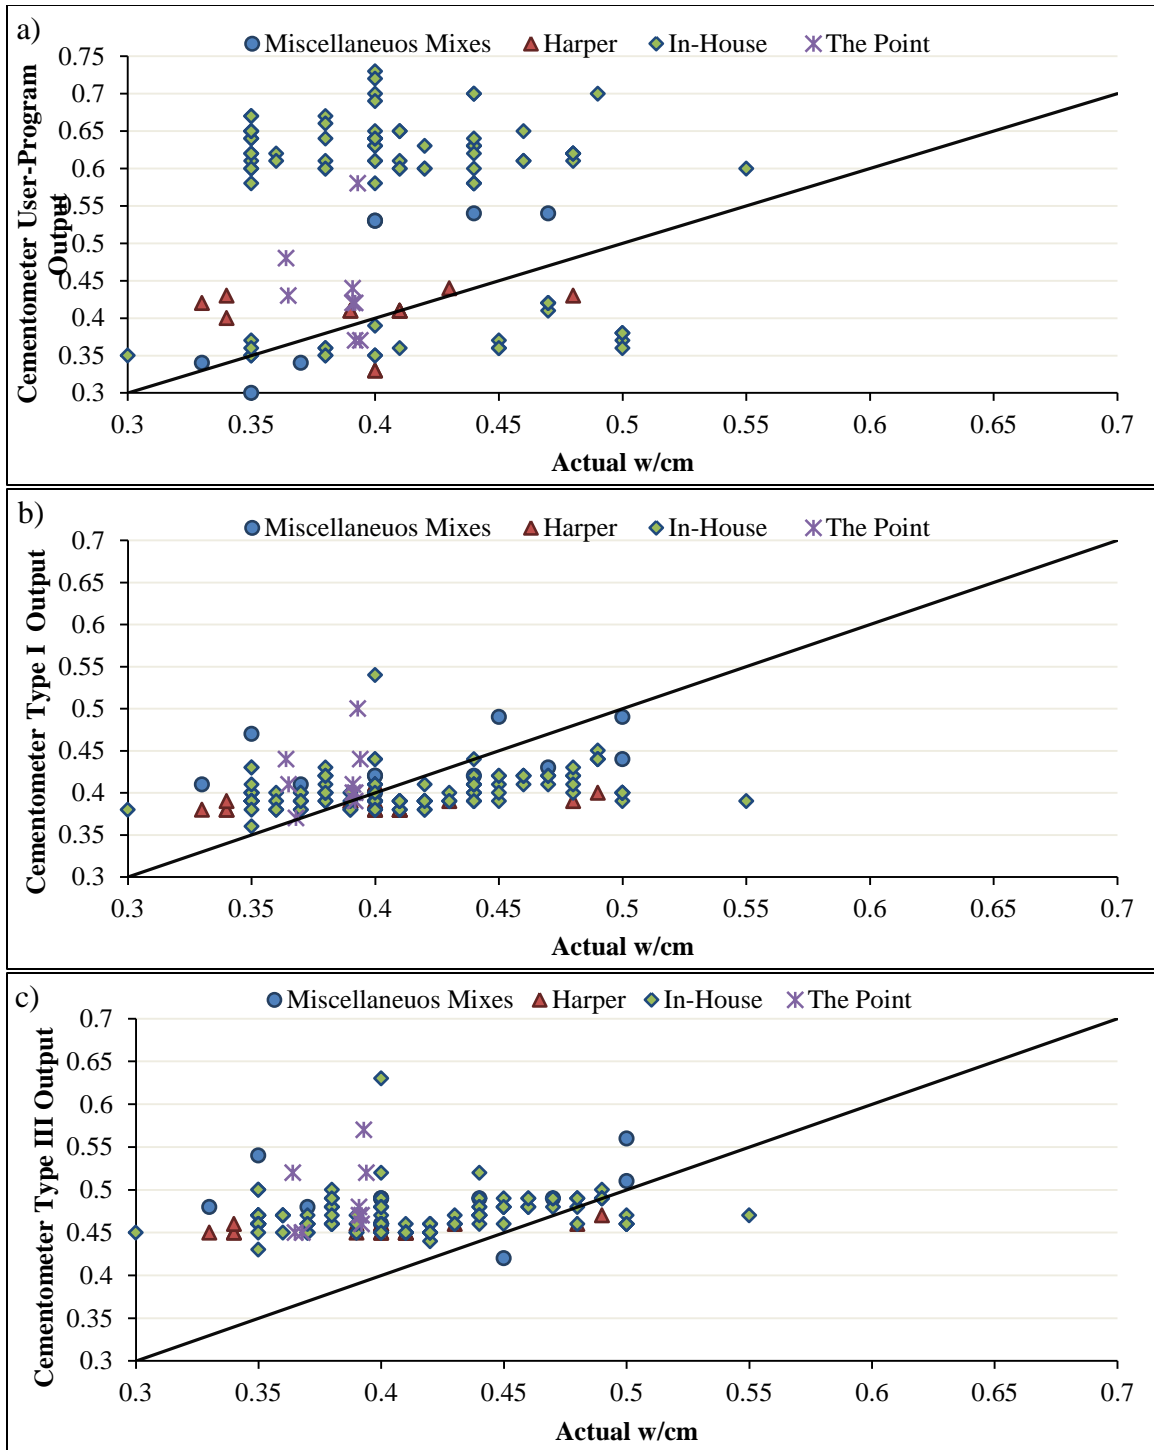 a)
Miscellaneuos Mixes Harper In-House The Point
Cementometer User-Program
Output
0.75
0.7
0.65
0.6
0.55
0.5
0.45
0.4
0.35
0.3
0.3 0.35 0.4 0.45 0.5 0.55 0.6 0.65 0.7
Actual w/cm
b)
Miscellaneuos Mixes Harper In-House The Point
Cementometer Type I Output
0.7
0.65
0.6
0.55
0.5
0.45
0.4
0.35
0.3
0.3 0.35 0.4 0.45 0.5 0.55 0.6 0.65 0.7
Actual w/cm
c)
Miscellaneuos Mixes Harper In-House The Point
Cementometer Type III Output
0.7
0.65
0.6
0.55
0.5
0.45
0.4
0.35
0.3
0.3 0.35 0.4 0.45 0.5 0.55 0.6 0.65 0.7
Actual w/cm